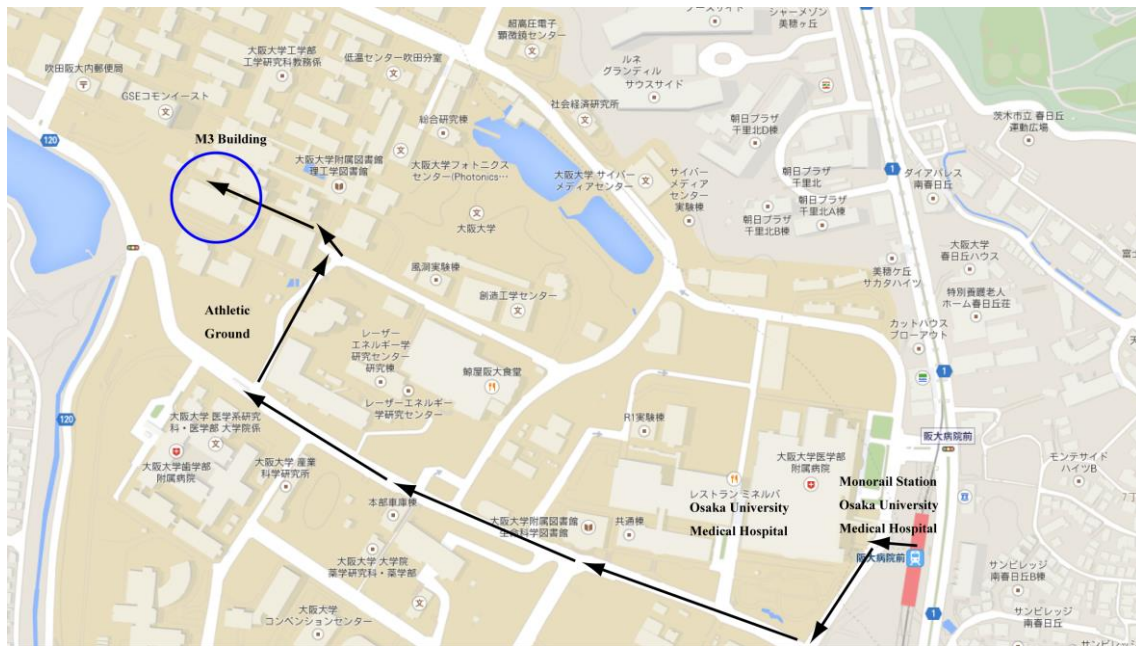 超高圧電子
顕微鏡センター
シャーメゾン
美穂ヶ丘
大阪大学工学部
工学研究科教務係
低温センター吹田分室
ルネ
グランディル
サウスサイド
吹田阪大内郵便局
GSEコモンイースト
社会経済研究所
総合研究棟
朝日プラザ
千里北D棟
茨木市立 春日丘
運動広場
120
M3 Building
大阪大学附属図書館
理工学図書館
大阪大学フォトニクス
センター(Photonics…
大阪大学 サイバー
メディアセンター
サイバー
メディア
センター
実験棟
朝日プラザ
千里北
1
ダイアパレス
南春日丘
朝日プラザ
千里北A棟
朝日プラザ
千里北B棟
大阪大学
大阪大学
春日丘ハウス
風洞実験棟
美穂ケ丘
サカタハイツ
特別養護老人
ホーム春日丘荘
創造工学センター
Athletic
Ground
レーザー
エネルギー学
研究センター
研究棟
カットハウス
ブローアウト
鯨屋阪大食堂
1
レーザーエネルギー
学研究センター
120
大阪大学 医学系研究
科・医学部 大学院係
R1実験棟
阪大病院前
大阪大学歯学部
附属病院
大阪大学 産業
科学研究所
大阪大学医学部
附属病院
モンテサイド
ハイツB
レストラン ミネルバ
Osaka University
Medical Hospital
Monorail Station
Osaka University
Medical Hospital
本部車庫棟
大阪大学附属図書館
生命科学図書館
共通棟
阪大病院前
大阪大学 大学院
薬学研究科・薬学部
サンビレッジ
南春日丘B棟
大阪大学
コンベンションセンター
1
サンビレッジ
南春日丘